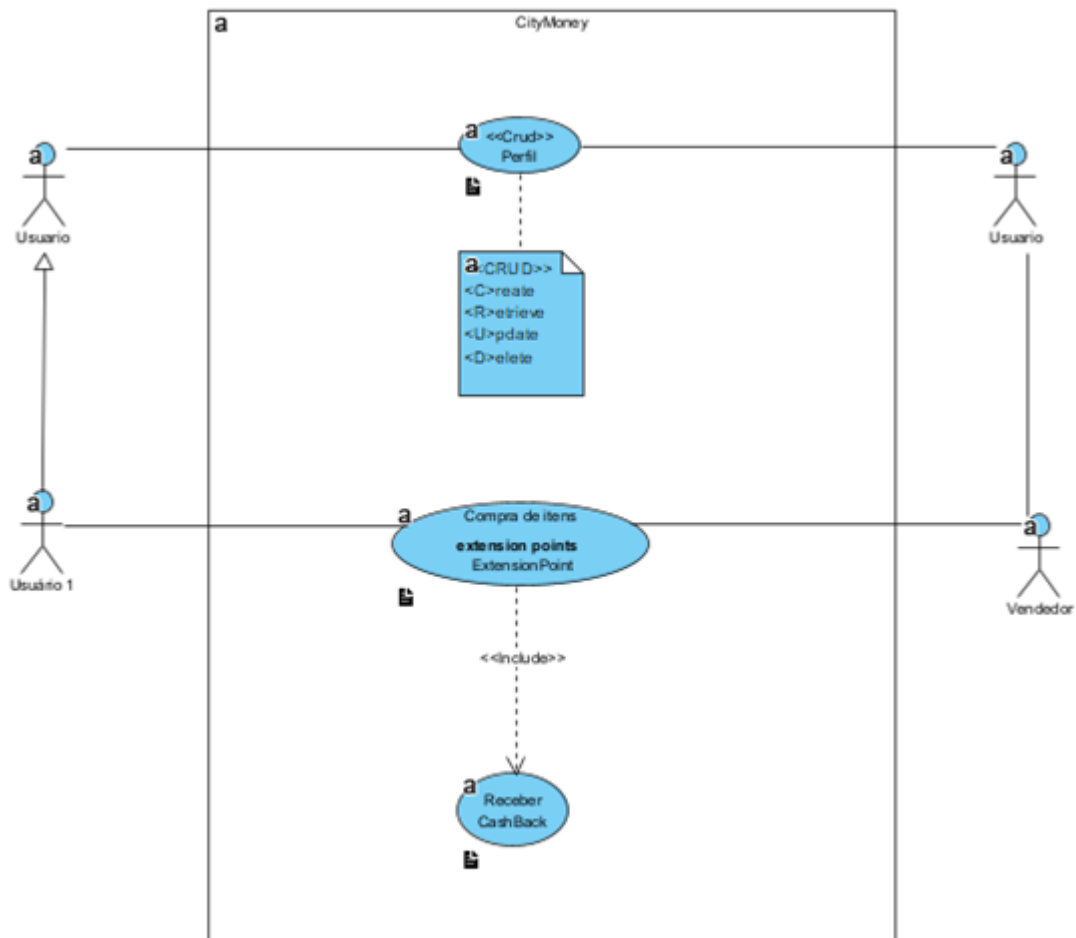 a
CityMoney
a
<<Crud>>
Perfil
a
Usuario
a
Usuario
a
<CRUD>>
<C>reate
<R>etrieve
<U>pdate
<D>elete
a
Usuário 1
a
Compra de itens
extension points
ExtensionPoint
a
Vendedor
<<Include>>
a
Receber
CashBack